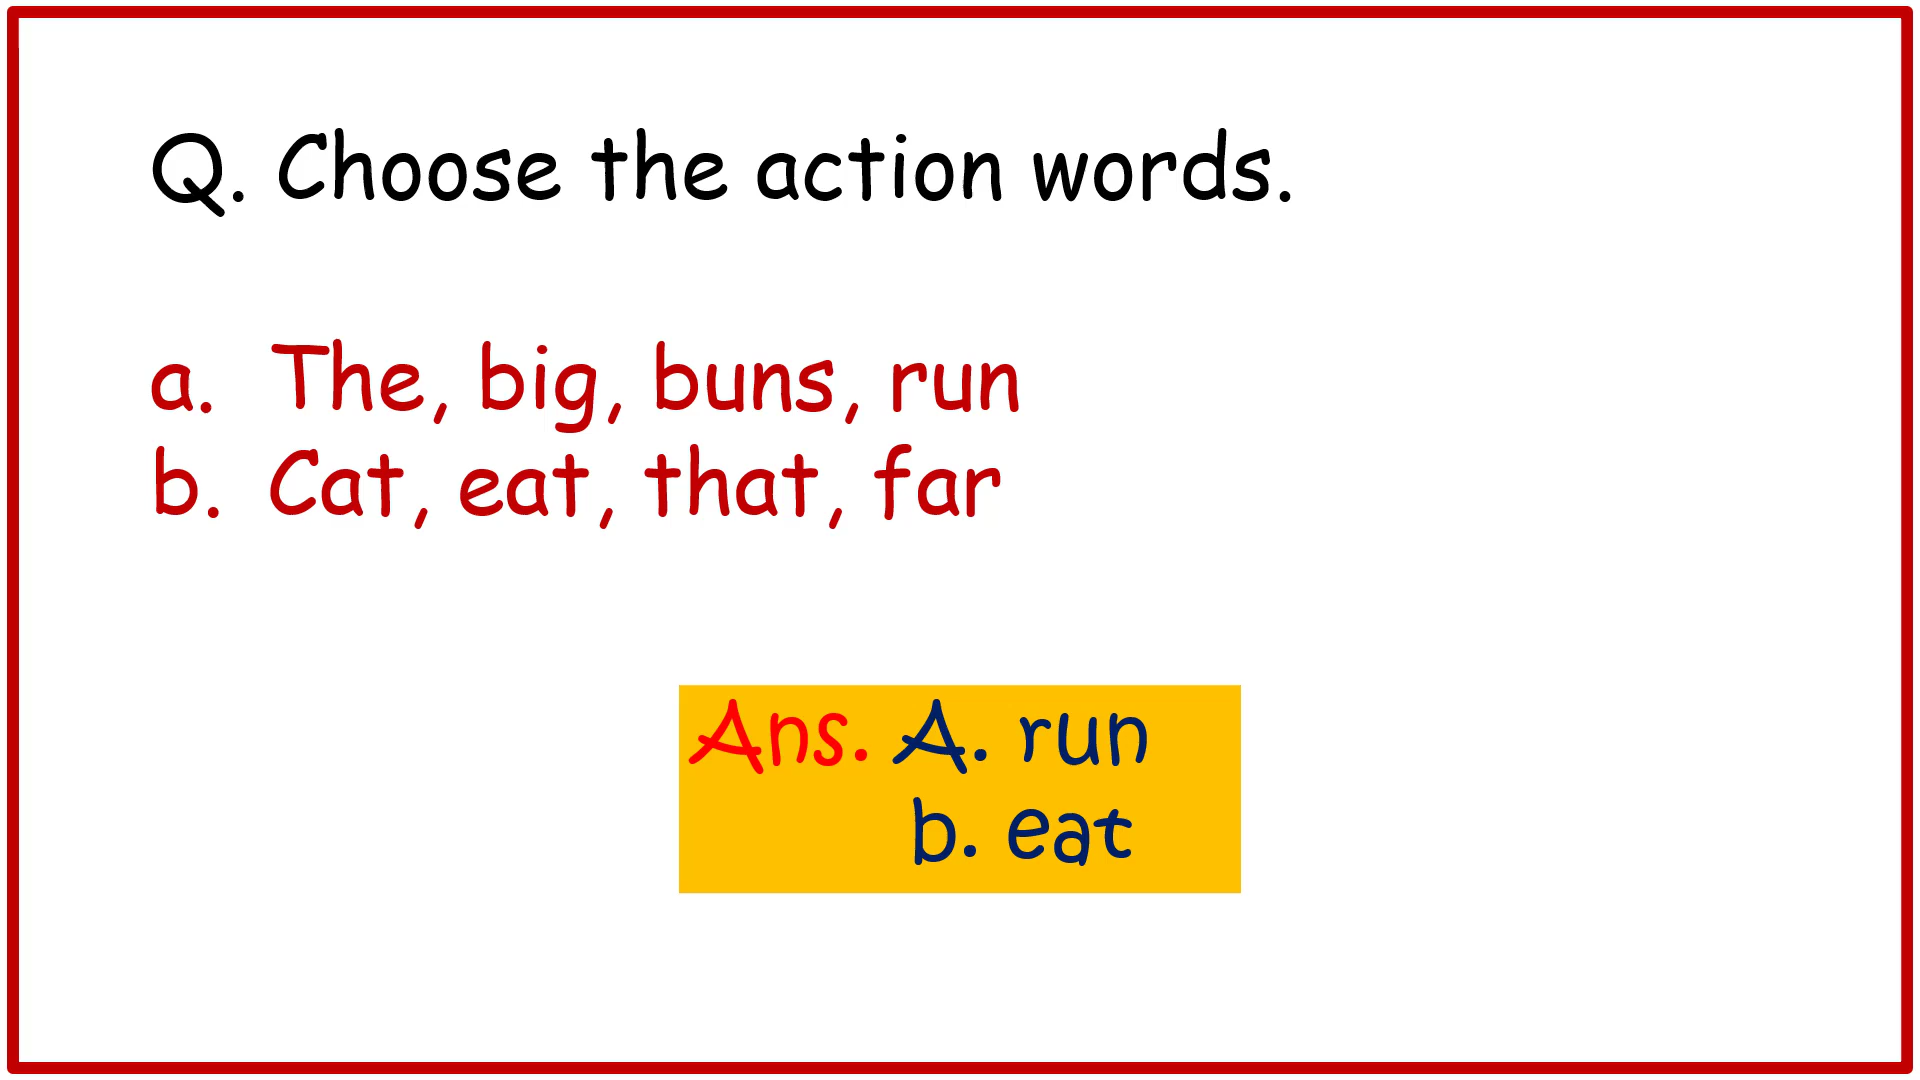 Q. Choose the action words.
a. The, big, buns, run
b. Cat, eat, that, far
Ans. A. run
b. eat